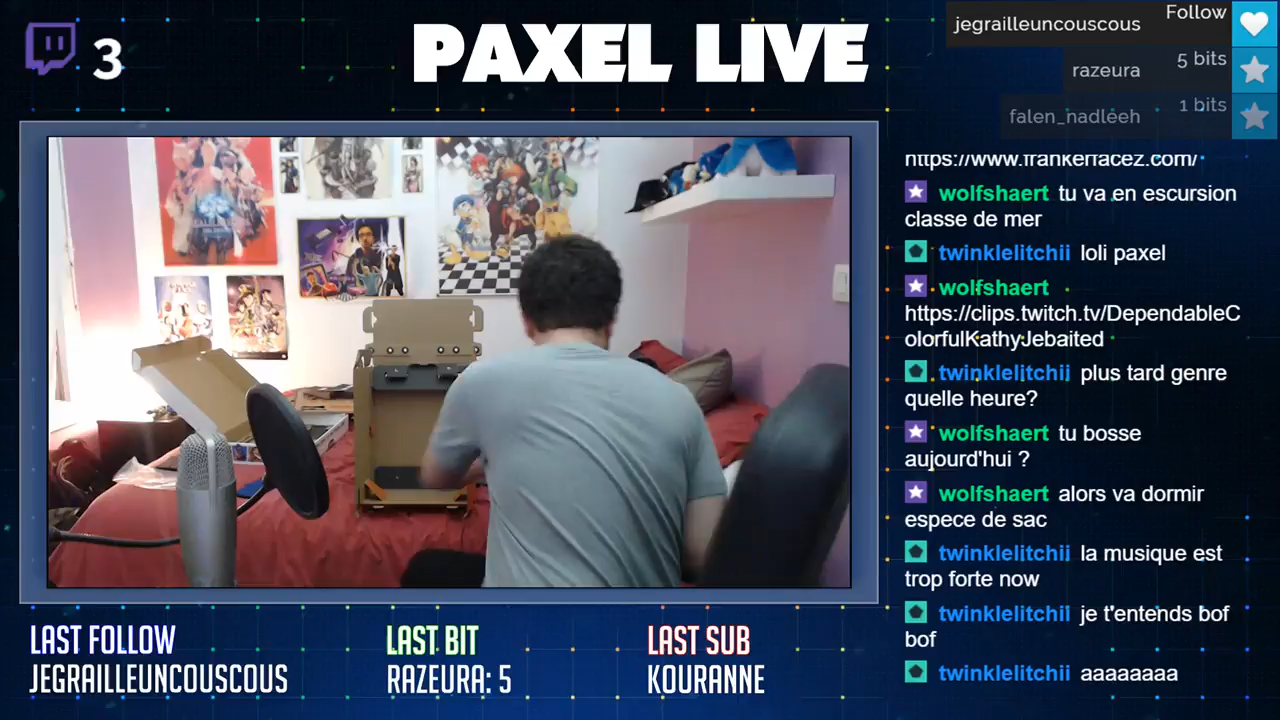 3
PAXEL LIVE
jegrailleuncouscous Follow
razeura 5 bits
falen_nadleeh 1 bits
https://www.frankerfacez.com/
wolfshaert tu va en escursion
classe de mer
twinklelitchii loli paxel
wolfshaert
https://clips.twitch.tv/DependableC
olorfulKathyJebaited
twinklelitchii plus tard genre
quelle heure?
wolfshaert tu bosse
aujourd'hui ?
wolfshaert alors va dormir
espece de sac
twinklelitchii la musique est
trop forte now
twinklelitchii je t'entends bof
bof
twinklelitchii aaaaaaaa
LAST FOLLOW
JEGRAILLEUNCOUSCOUS
LAST BIT
RAZEURA: 5
LAST SUB
KOURANNE